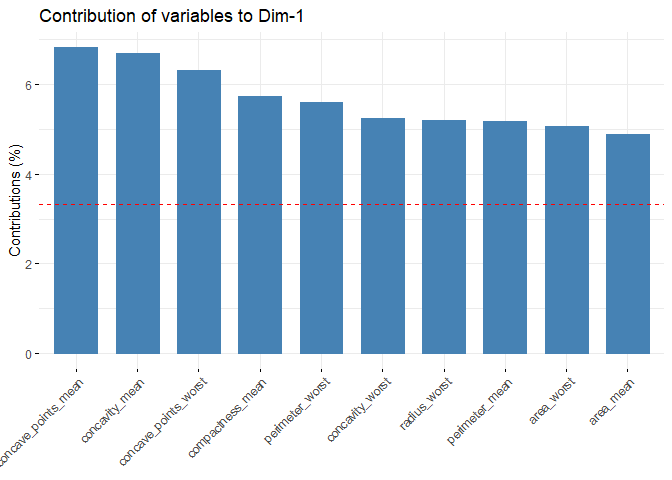 Contribution of variables to Dim-1
Contributions (%)
6
4
2
0
concave_points_mean
concavity_mean
concave_points_worst
compactness_mean
perimeter_worst
concavity_worst
radius_worst
perimeter_mean
area_worst
area_mean